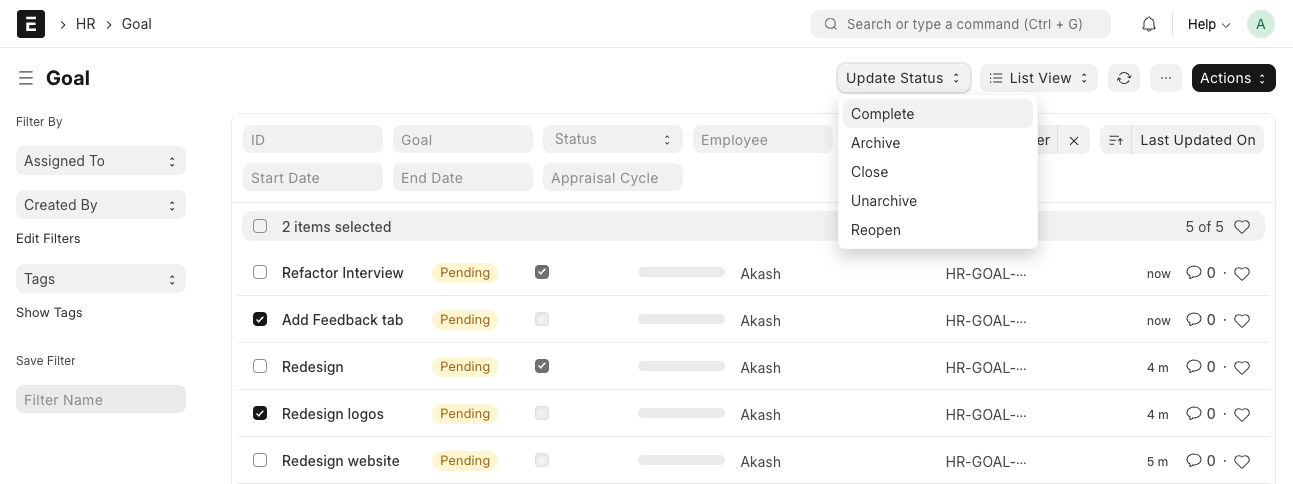 E > HR > Goal
Search or type a command (Ctrl + G)
Help
A
Goal
Update Status
List View
···
Actions
Complete
Archive
Close
Unarchive
Reopen
Filter By
Assigned To
Created By
Edit Filters
Tags
Show Tags
Save Filter
Filter Name
ID
Goal
Status
Employee
er
Last Updated On
Start Date
End Date
Appraisal Cycle
2 items selected
5 of 5
Refactor Interview Pending Akash HR-GOAL-··· now 0 ·
Add Feedback tab Pending Akash HR-GOAL-··· now 0 ·
Redesign Pending Akash HR-GOAL-··· 4 m 0 ·
Redesign logos Pending Akash HR-GOAL-··· 4 m 0 ·
Redesign website Pending Akash HR-GOAL-··· 5 m 0 ·